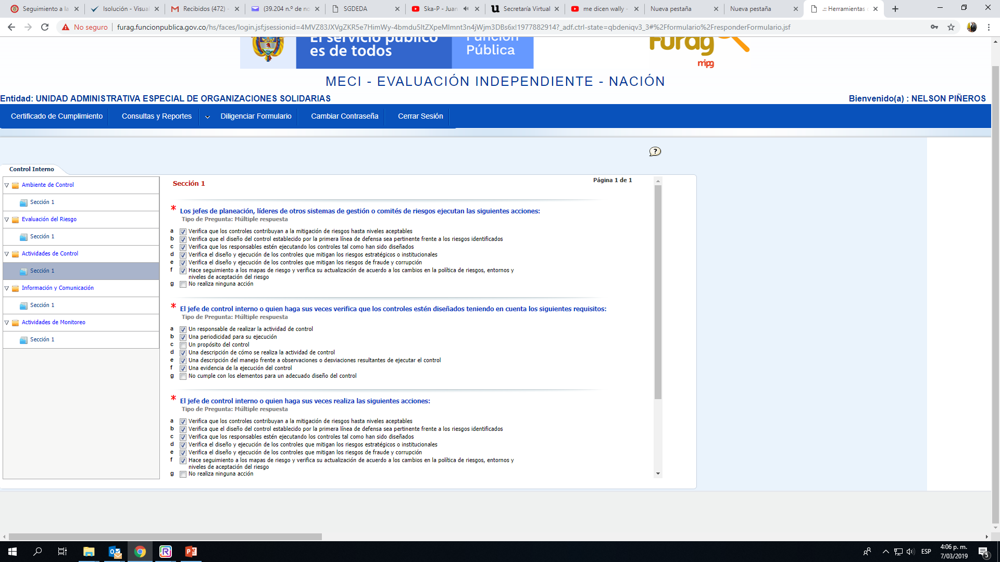 Seguimiento a la
Isolución - Visual
Recibidos (472) -
(39.204 n.º de no
SGDEDA
Ska-P - Juan
Secretaría Virtual
me dicen wally -
Nueva pestaña
Nueva pestaña
.:: Herramientas
No seguro
furag.funcionpublica.gov.co/hs/faces/login.jsf;jsessionid=4MVZ83JXVgZKR5e7HimWy-4bmdu5ltZXpeMlmnt3n4jWjm3DBs6x!1977882914?_adf.ctrl-state=qbdeniqv3_3#%2Fformulario%2FresponderFormulario.jsf
El servicio público
es de todos
Función
Pública
furag
mipg
MECI - EVALUACIÓN INDEPENDIENTE - NACIÓN
Entidad: UNIDAD ADMINISTRATIVA ESPECIAL DE ORGANIZACIONES SOLIDARIAS
Bienvenido(a) : NELSON PIÑEROS
Certificado de Cumplimiento
Consultas y Reportes
Diligenciar Formulario
Cambiar Contraseña
Cerrar Sesión
?
Control Interno
Ambiente de Control
Sección 1
Evaluación del Riesgo
Sección 1
Actividades de Control
Sección 1
Información y Comunicación
Sección 1
Actividades de Monitoreo
Sección 1
Sección 1
Página 1 de 1
* Los jefes de planeación, líderes de otros sistemas de gestión o comités de riesgos ejecutan las siguientes acciones:
Tipo de Pregunta: Múltiple respuesta
a Verifica que los controles contribuyan a la mitigación de riesgos hasta niveles aceptables
b Verifica que el diseño del control establecido por la primera línea de defensa sea pertinente frente a los riesgos identificados
c Verifica que los responsables estén ejecutando los controles tal como han sido diseñados
d Verifica el diseño y ejecución de los controles que mitigan los riesgos estratégicos o institucionales
e Verifica el diseño y ejecución de los controles que mitigan los riesgos de fraude y corrupción
f Hace seguimiento a los mapas de riesgo y verifica su actualización de acuerdo a los cambios en la política de riesgos, entornos y
niveles de aceptación del riesgo
g No realiza ninguna acción
* El jefe de control interno o quien haga sus veces verifica que los controles estén diseñados teniendo en cuenta los siguientes requisitos:
Tipo de Pregunta: Múltiple respuesta
a Un responsable de realizar la actividad de control
b Una periodicidad para su ejecución
c Un propósito del control
d Una descripción de cómo se realiza la actividad de control
e Una descripción del manejo frente a observaciones o desviaciones resultantes de ejecutar el control
f Una evidencia de la ejecución del control
g No cumple con los elementos para un adecuado diseño del control
* El jefe de control interno o quien haga sus veces realiza las siguientes acciones:
Tipo de Pregunta: Múltiple respuesta
a Verifica que los controles contribuyan a la mitigación de riesgos hasta niveles aceptables
b Verifica que el diseño del control establecido por la primera línea de defensa sea pertinente frente a los riesgos identificados
c Verifica que los responsables estén ejecutando los controles tal como han sido diseñados
d Verifica el diseño y ejecución de los controles que mitigan los riesgos estratégicos o institucionales
e Verifica el diseño y ejecución de los controles que mitigan los riesgos de fraude y corrupción
f Hace seguimiento a los mapas de riesgo y verifica su actualización de acuerdo a los cambios en la política de riesgos, entornos y
niveles de aceptación del riesgo
g No realiza ninguna acción
ESP
4:06 p. m.
7/03/2019
5